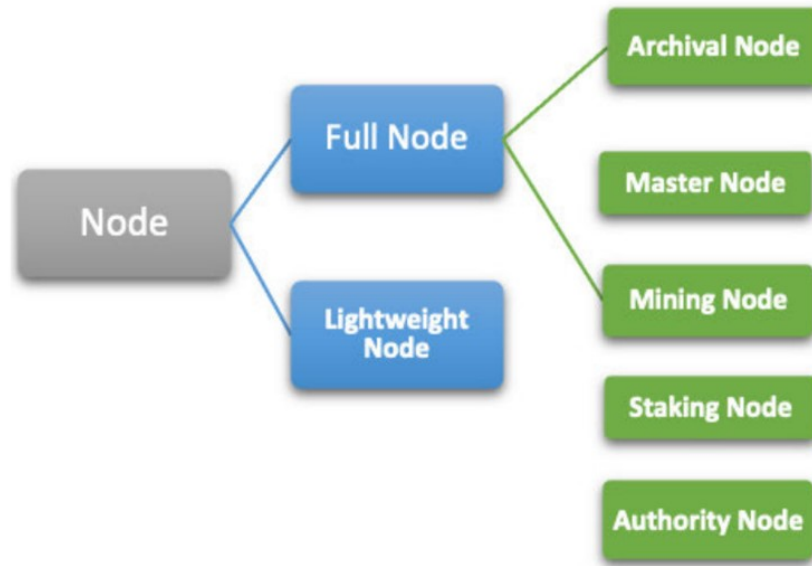 Node
Full Node
Lightweight
Node
Archival Node
Master Node
Mining Node
Staking Node
Authority Node